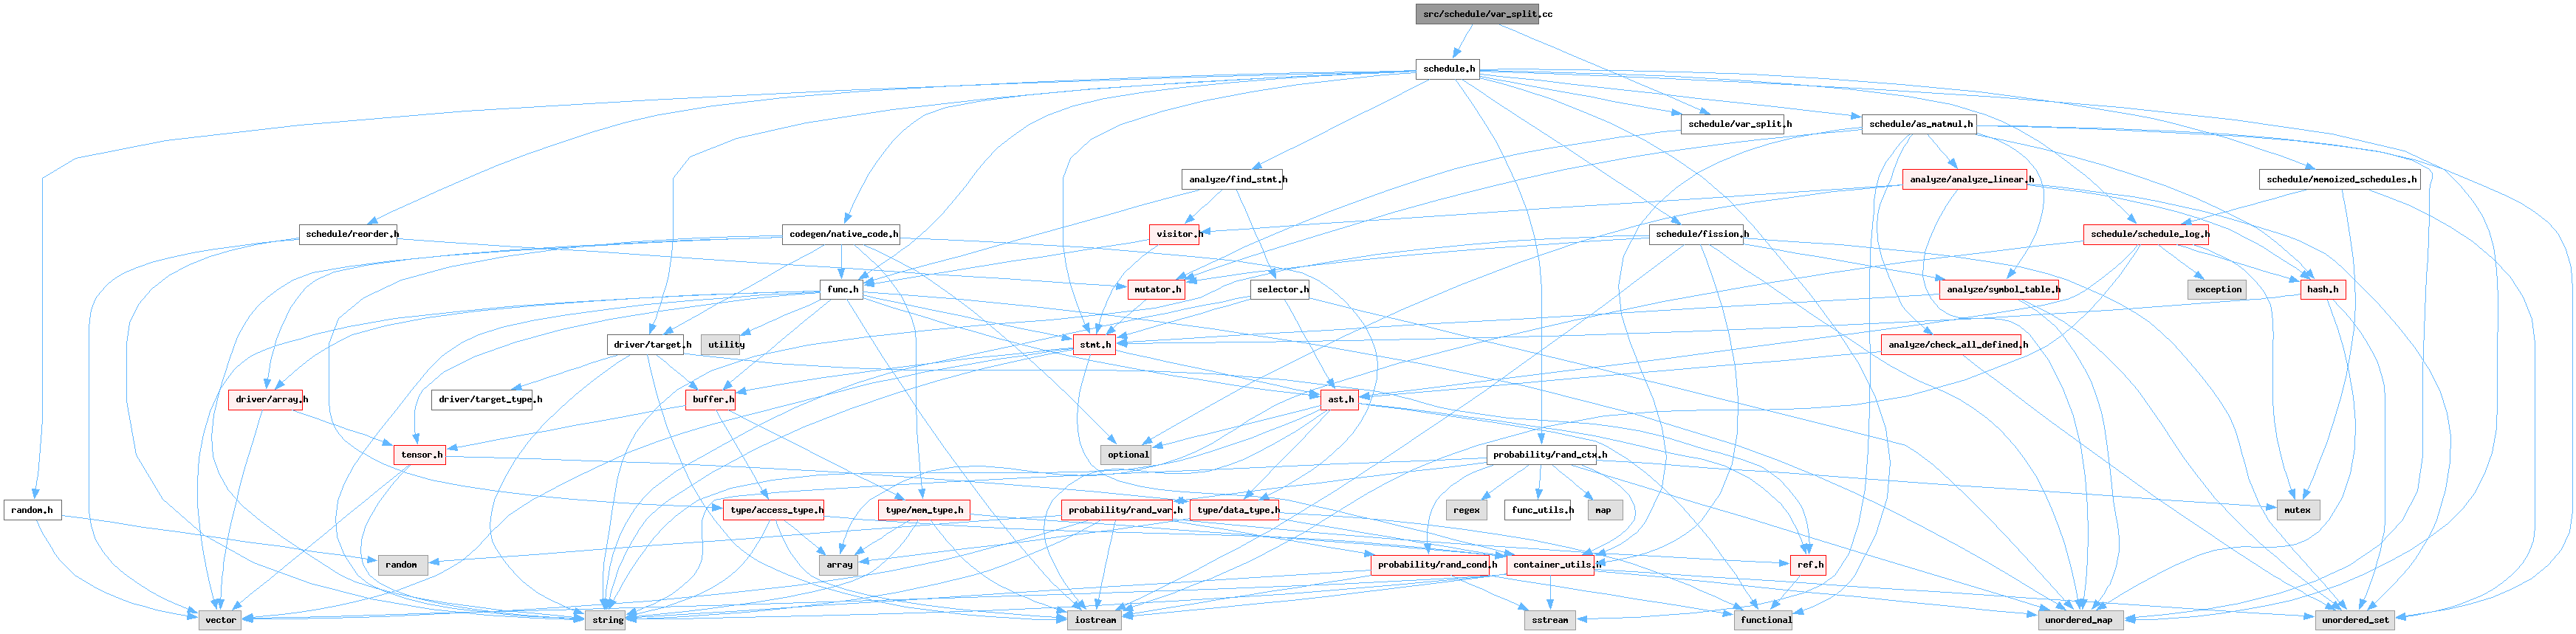 src/schedule/var_split.cc
schedule.h
schedule/var_split.h
schedule/as_matmul.h
analyze/find_stmt.h
analyze/analyze_linear.h
schedule/memoized_schedules.h
schedule/reorder.h
codegen/native_code.h
visitor.h
schedule/fission.h
schedule/schedule_log.h
func.h
mutator.h
selector.h
analyze/symbol_table.h
exception
hash.h
driver/target.h
utility
stmt.h
analyze/check_all_defined.h
driver/array.h
driver/target_type.h
buffer.h
ast.h
tensor.h
optional
probability/rand_ctx.h
random.h
type/access_type.h
type/mem_type.h
probability/rand_var.h
type/data_type.h
regex
func_utils.h
map
mutex
random
array
probability/rand_cond.h
container_utils.h
ref.h
vector
string
iostream
sstream
functional
unordered_map
unordered_set